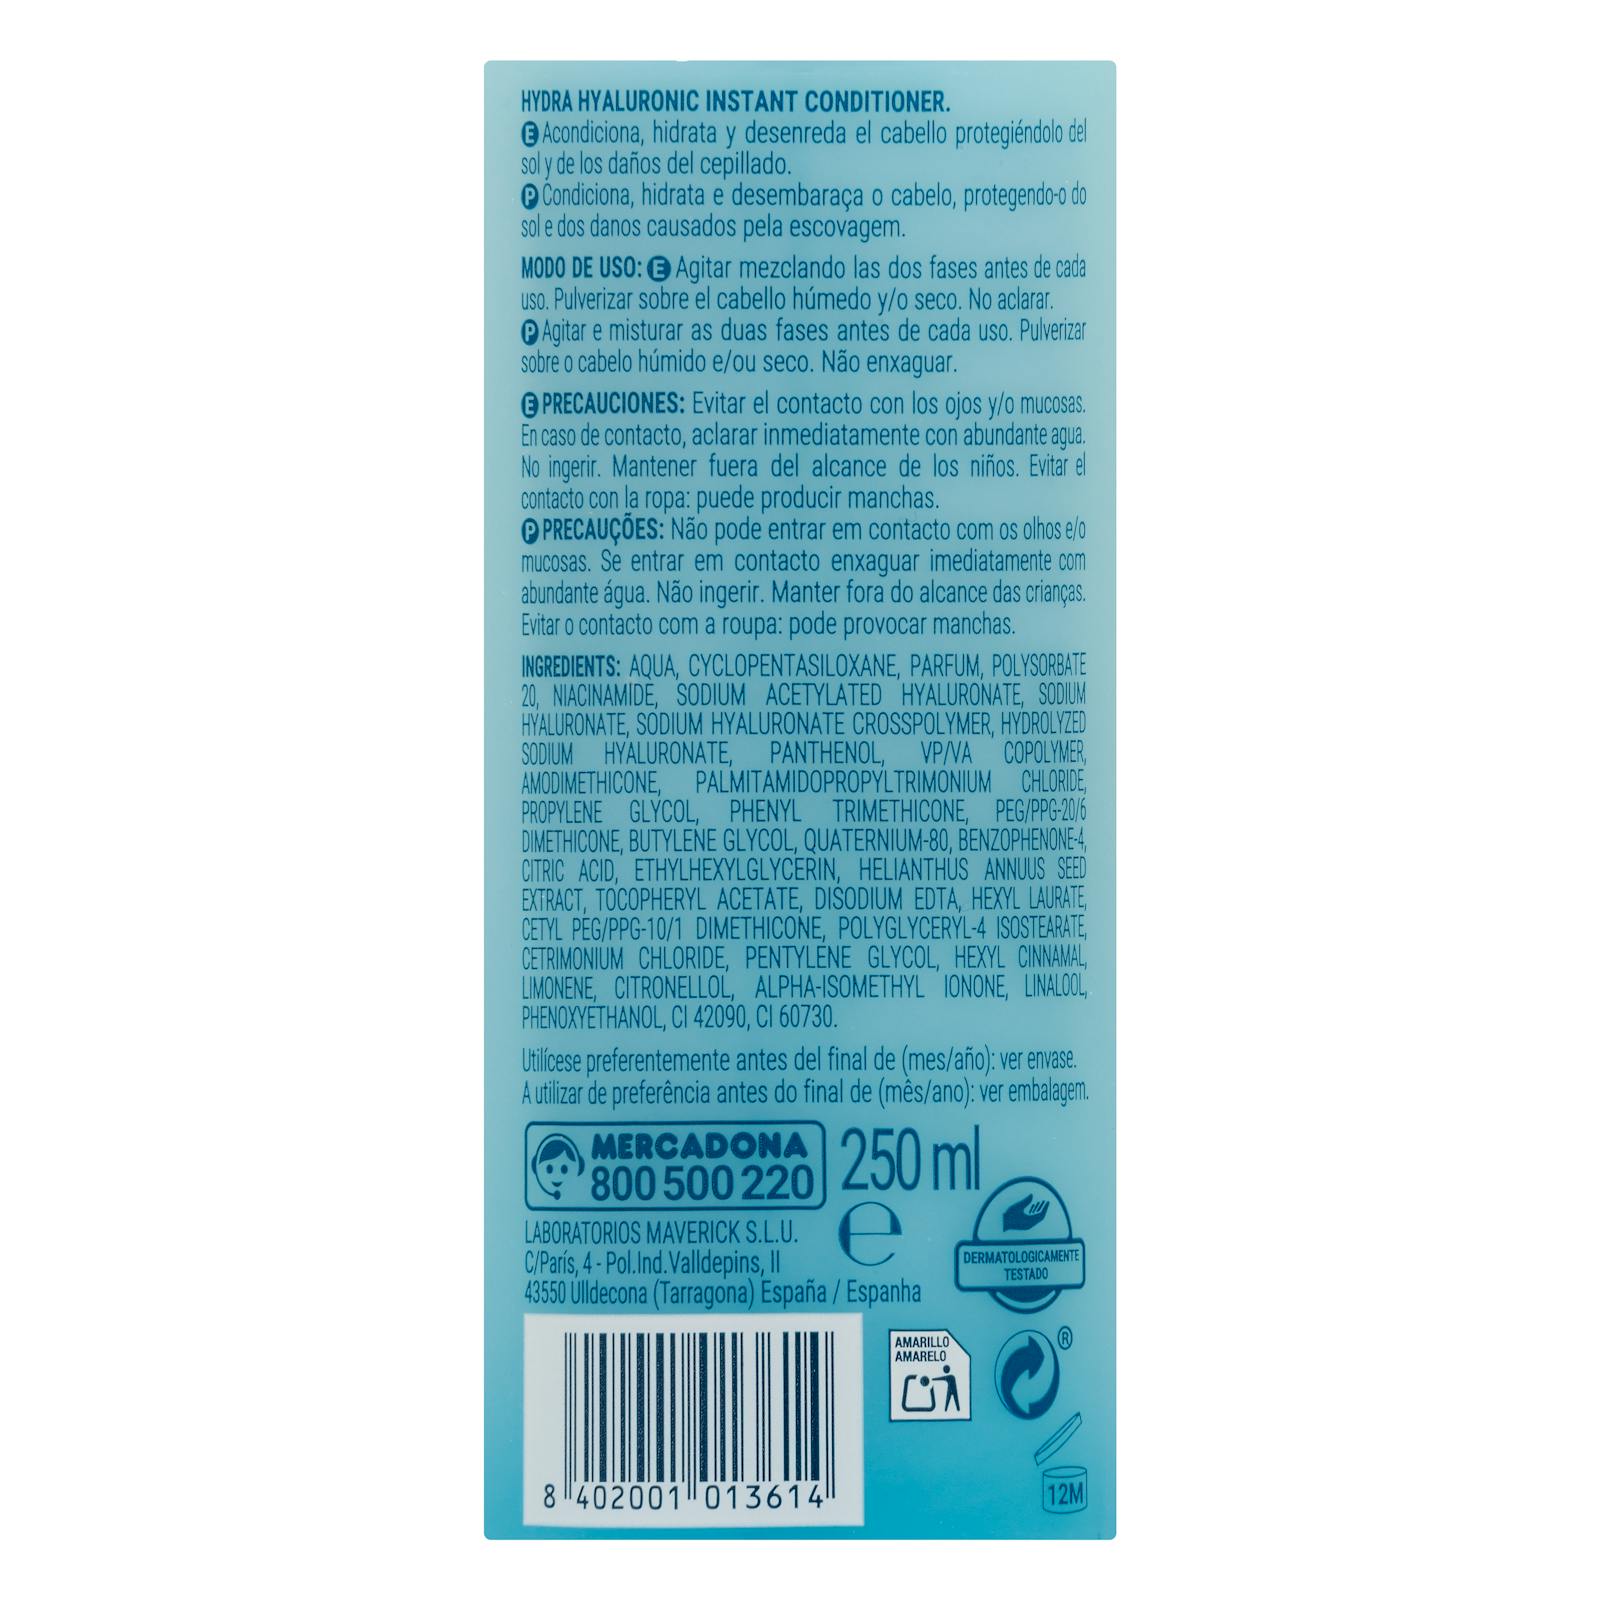 HYDRA HYALURONIC INSTANT CONDITIONER.
E Acondiciona, hidrata y desenreda el cabello protegiéndolo del
sol y de los daños del cepillado.
P Condiciona, hidrata e desembaraça o cabelo, protegendo-o do
sol e dos danos causados pela escovagem.
MODO DE USO: E Agitar mezclando las dos fases antes de cada
uso. Pulverizar sobre el cabello húmedo y/o seco. No aclarar.
P Agitar e misturar as duas fases antes de cada uso. Pulverizar
sobre o cabelo húmido e/ou seco. Não enxaguar.
E PRECAUCIONES: Evitar el contacto con los ojos y/o mucosas.
En caso de contacto, aclarar inmediatamente con abundante agua.
No ingerir. Mantener fuera del alcance de los niños. Evitar el
contacto con la ropa: puede producir manchas.
P PRECAUÇÕES: Não pode entrar em contacto com os olhos e/o
mucosas. Se entrar em contacto enxaguar imediatamente com
abundante água. Não ingerir. Manter fora do alcance das crianças.
Evitar o contacto com a roupa: pode provocar manchas.
INGREDIENTS: AQUA, CYCLOPENTASILOXANE, PARFUM, POLYSORBATE
20, NIACINAMIDE, SODIUM ACETYLATED HYALURONATE, SODIUM
HYALURONATE, SODIUM HYALURONATE CROSSPOLYMER, HYDROLYZED
SODIUM HYALURONATE, PANTHENOL, VP/VA COPOLYMER,
AMODIMETHICONE, PALMITAMIDOPROPYLTRIMONIUM CHLORIDE,
PROPYLENE GLYCOL, PHENYL TRIMETHICONE, PEG/PPG-20/6
DIMETHICONE, BUTYLENE GLYCOL, QUATERNIUM-80, BENZOPHENONE-4,
CITRIC ACID, ETHYLHEXYLGLYCERIN, HELIANTHUS ANNUUS SEED
EXTRACT, TOCOPHERYL ACETATE, DISODIUM EDTA, HEXYL LAURATE,
CETYL PEG/PPG-10/1 DIMETHICONE, POLYGLYCERYL-4 ISOSTEARATE,
CETRIMONIUM CHLORIDE, PENTYLENE GLYCOL, HEXYL CINNAMAL,
LIMONENE, CITRONELLOL, ALPHA-ISOMETHYL IONONE, LINALOOL,
PHENOXYETHANOL, CI 42090, CI 60730.
Utilícese preferentemente antes del final de (mes/año): ver envase.
A utilizar de preferência antes do final de (mês/ano): ver embalagem.
MERCADONA
800 500 220
250 ml
e
LABORATORIOS MAVERICK S.L.U.
C/París, 4 - Pol.Ind.Valldepins, II
43550 Ulldecona (Tarragona) España / Espanha
DERMATOLOGICAMENTE
TESTADO
AMARILLO
AMARELO
®
12M
8 402001 013614